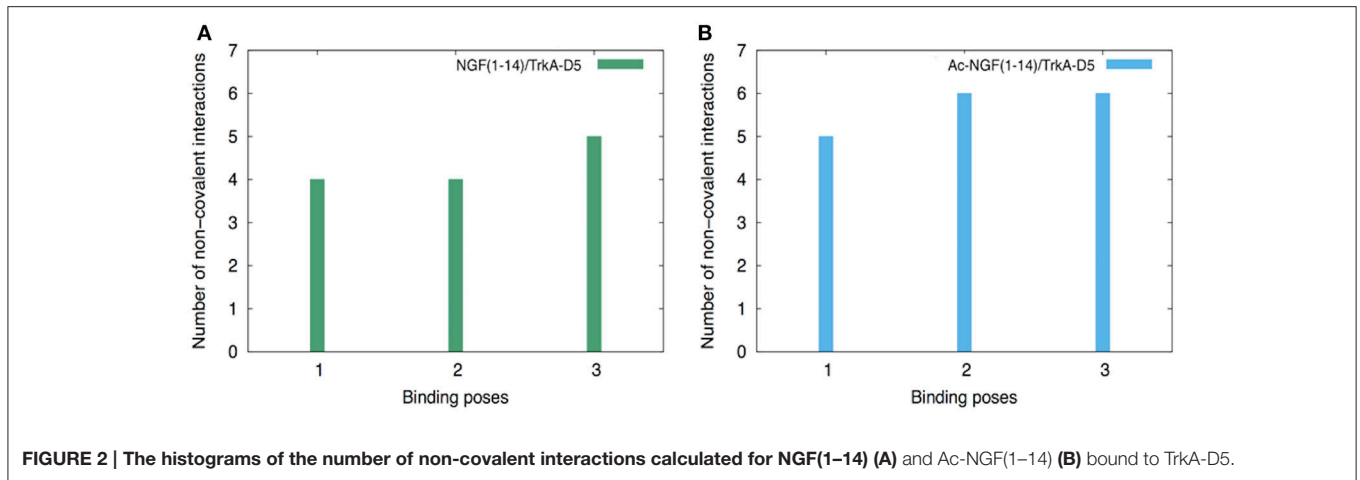 A
Number of non-covalent interactions
7
6
5
4
3
2
1
0
NGF(1-14)/TrkA-D5
1 2 3
Binding poses
B
Number of non-covalent interactions
7
6
5
4
3
2
1
0
Ac-NGF(1-14)/TrkA-D5
1 2 3
Binding poses
FIGURE 2 | The histograms of the number of non-covalent interactions calculated for NGF(1–14) (A) and Ac-NGF(1–14) (B) bound to TrkA-D5.